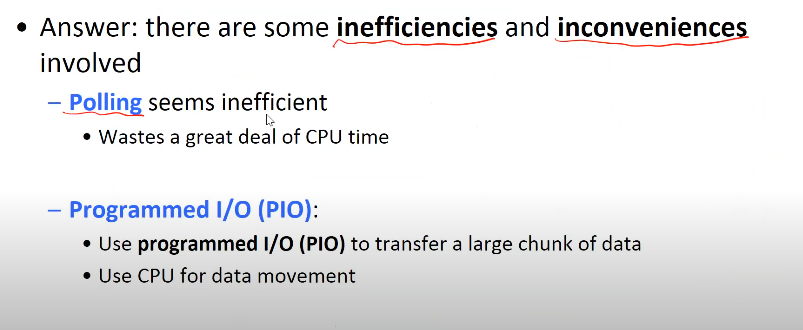 • Answer: there are some inefficiencies and inconveniences
involved
– Polling seems inefficient
• Wastes a great deal of CPU time
– Programmed I/O (PIO):
• Use programmed I/O (PIO) to transfer a large chunk of data
• Use CPU for data movement